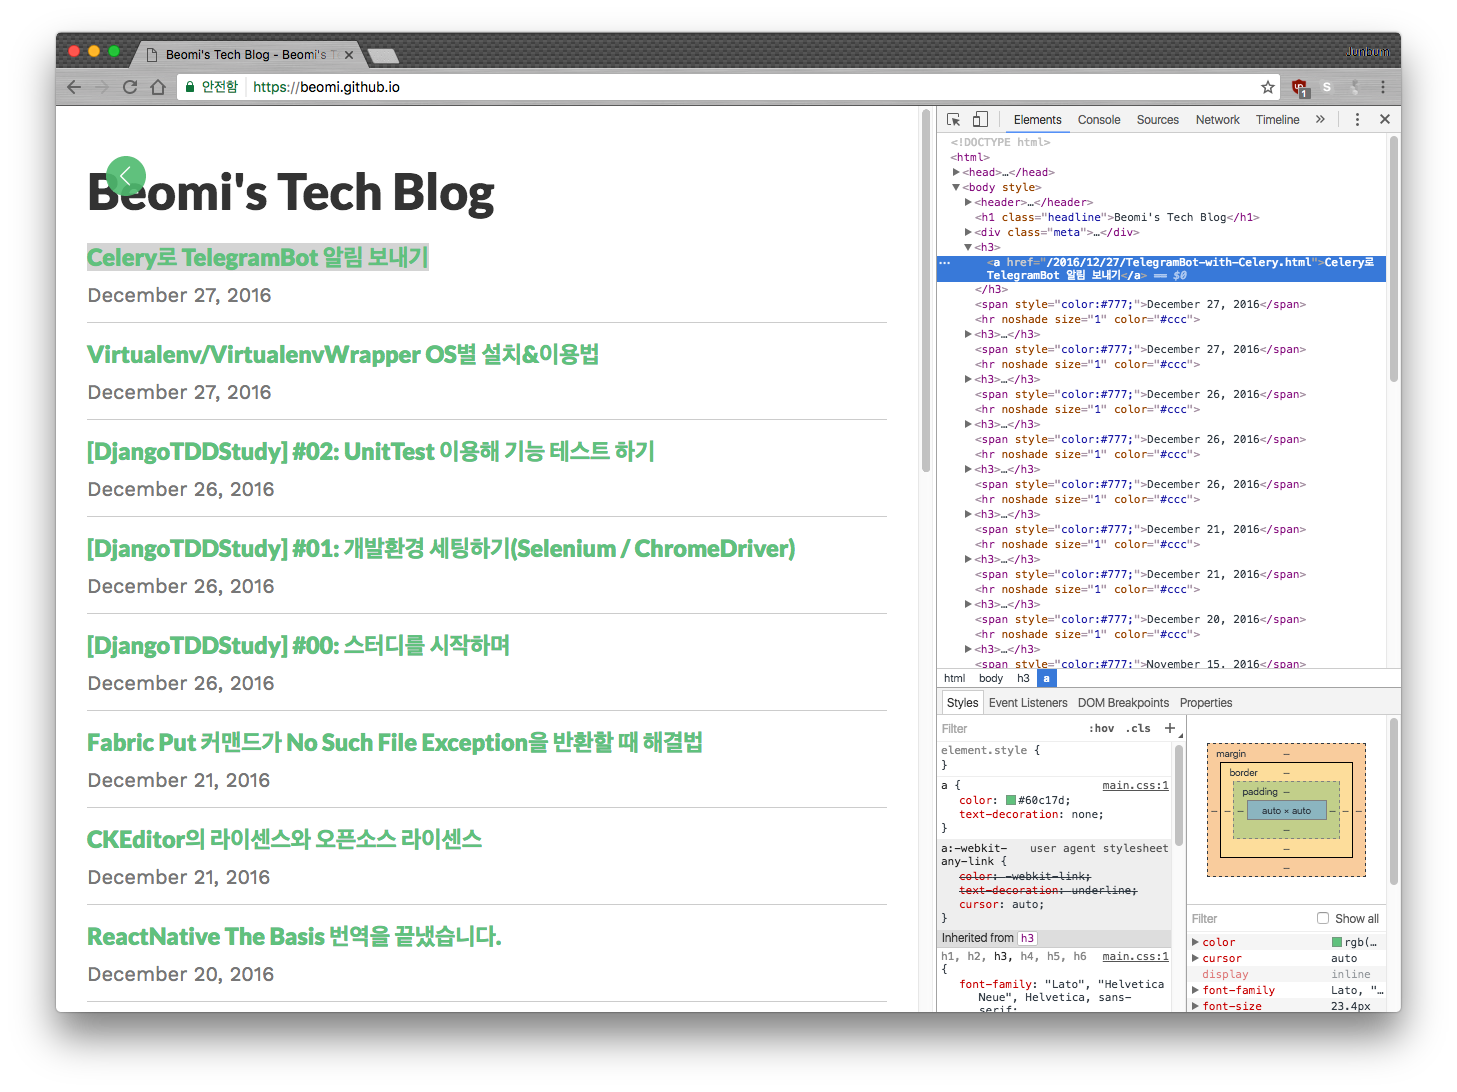 Beomi's Tech Blog - Beomi's T
Junbum
안전함
https://beomi.github.io
1
S
Beomi's Tech Blog
Celery로 TelegramBot 알림 보내기
December 27, 2016
Virtualenv/VirtualenvWrapper OS별 설치&이용법
December 27, 2016
[DjangoTDDStudy] #02: UnitTest 이용해 기능 테스트 하기
December 26, 2016
[DjangoTDDStudy] #01: 개발환경 세팅하기(Selenium / ChromeDriver)
December 26, 2016
[DjangoTDDStudy] #00: 스터디를 시작하며
December 26, 2016
Fabric Put 커맨드가 No Such File Exception을 반환할 때 해결법
December 21, 2016
CKEditor의 라이센스와 오픈소스 라이센스
December 21, 2016
ReactNative The Basis 번역을 끝냈습니다.
December 20, 2016
Elements Console Sources Network Timeline »
<!DOCTYPE html>
<html>
<head>…</head>
<body style>
<header>…</header>
<h1 class="headline">Beomi's Tech Blog</h1>
<div class="meta">…</div>
<h3>
<a href="/2016/12/27/TelegramBot-with-Celery.html">Celery로
TelegramBot 알림 보내기</a> == $0
</h3>
<span style="color:#777;">December 27, 2016</span>
<hr noshade size="1" color="#ccc">
<h3>…</h3>
<span style="color:#777;">December 27, 2016</span>
<hr noshade size="1" color="#ccc">
<h3>…</h3>
<span style="color:#777;">December 26, 2016</span>
<hr noshade size="1" color="#ccc">
<h3>…</h3>
<span style="color:#777;">December 26, 2016</span>
<hr noshade size="1" color="#ccc">
<h3>…</h3>
<span style="color:#777;">December 26, 2016</span>
<hr noshade size="1" color="#ccc">
<h3>…</h3>
<span style="color:#777;">December 21, 2016</span>
<hr noshade size="1" color="#ccc">
<h3>…</h3>
<span style="color:#777;">December 21, 2016</span>
<hr noshade size="1" color="#ccc">
<h3>…</h3>
<span style="color:#777;">December 20, 2016</span>
<hr noshade size="1" color="#ccc">
<h3>…</h3>
<span style="color:#777;">November 15, 2016</span>
html body h3 a
Styles Event Listeners DOM Breakpoints Properties
Filter :hov .cls +
element.style {
}
a { main.css:1
color: #60c17d;
text-decoration: none;
}
a:-webkit- user agent stylesheet
any-link {
color: -webkit-link;
text-decoration: underline;
cursor: auto;
}
Inherited from h3
h1, h2, h3, h4, h5, h6 main.css:1
{
font-family: "Lato", "Helvetica
Neue", Helvetica, sans-
serif;
margin –
border –
padding –
auto × auto
Filter Show all
color rgb(…
cursor auto
display inline
font-family Lato, "…
font-size 23.4px